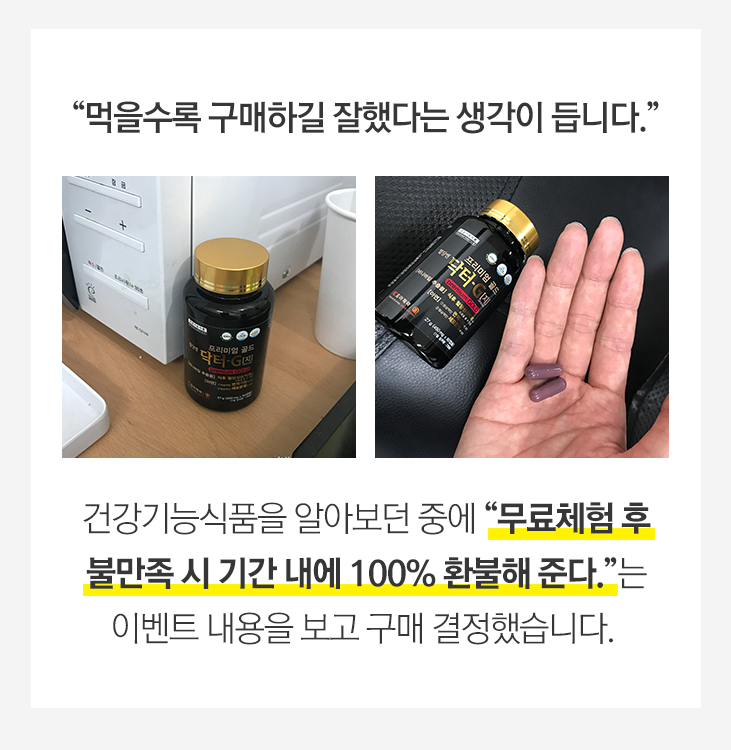 “먹을수록 구매하길 잘했다는 생각이 듭니다.”
프리미엄 골드
닥터·G[지]
프리미엄 골드
닥터·G[지]
건강기능식품을 알아보던 중에 “무료체험 후
불만족 시 기간 내에 100% 환불해 준다.”는
이벤트 내용을 보고 구매 결정했습니다.